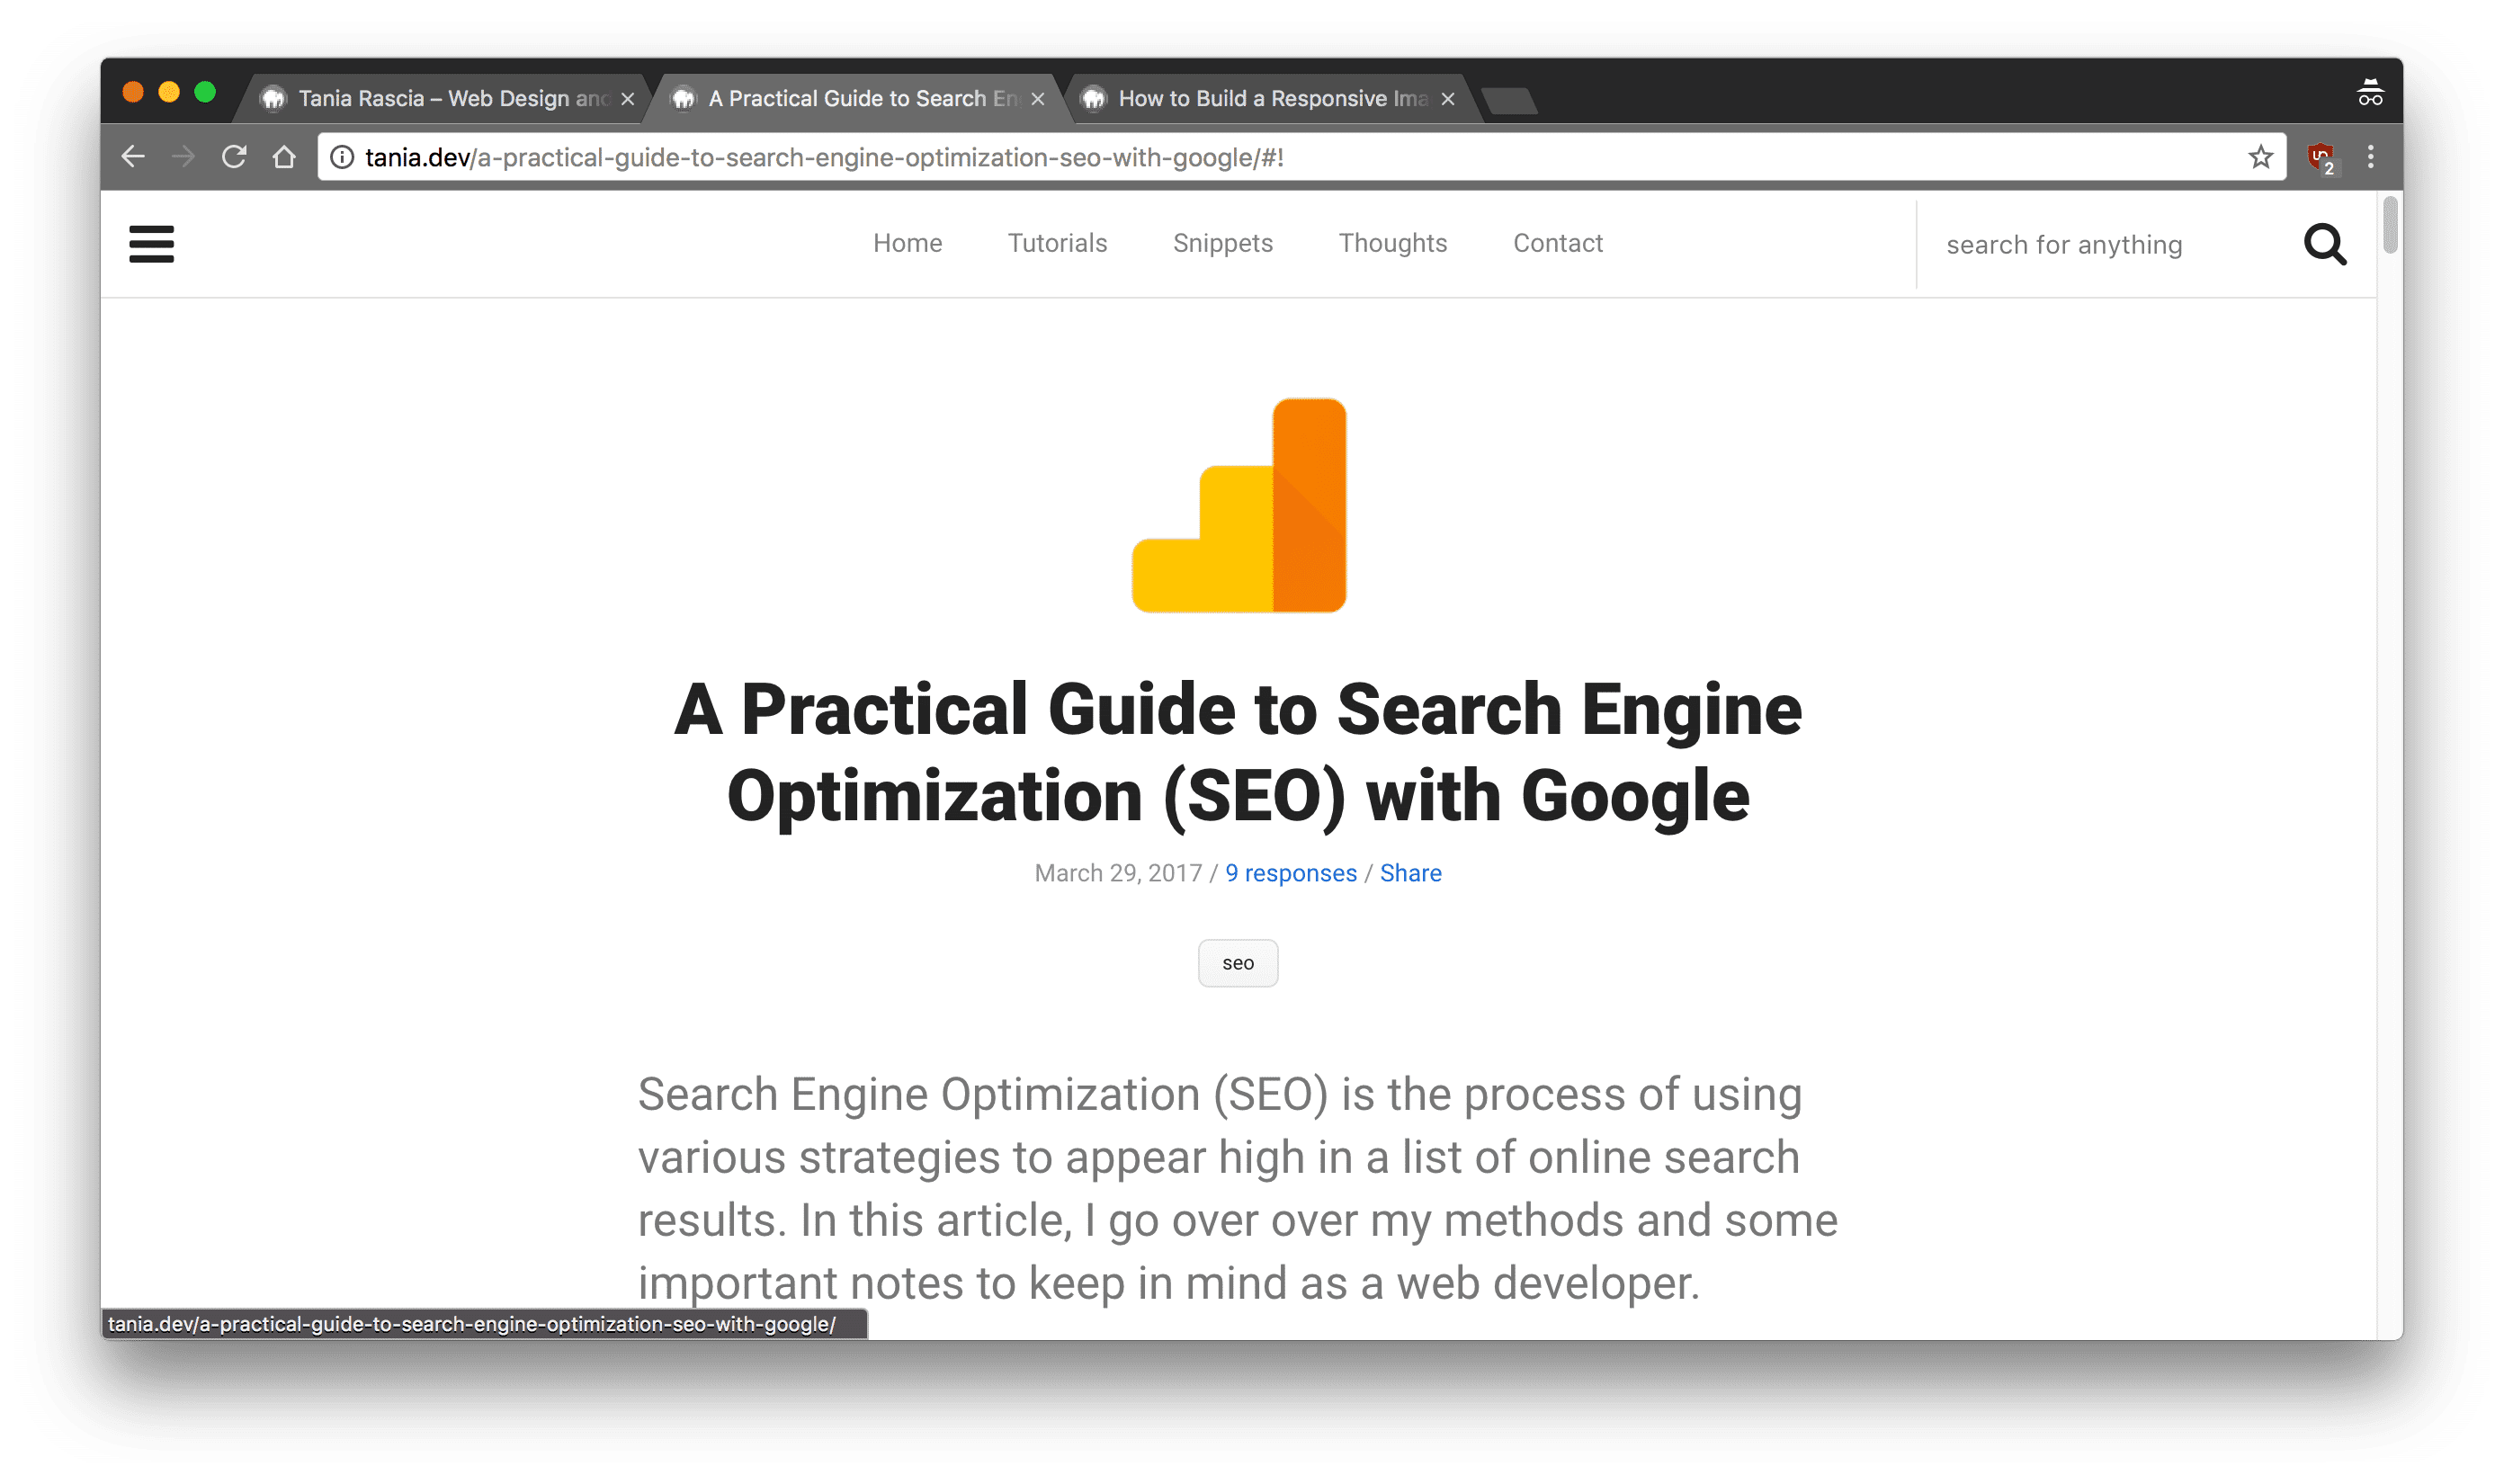 Tania Rascia – Web Design and
A Practical Guide to Search En
How to Build a Responsive Ima
tania.dev/a-practical-guide-to-search-engine-optimization-seo-with-google/#!
2
Home Tutorials Snippets Thoughts Contact search for anything
A Practical Guide to Search Engine
Optimization (SEO) with Google
March 29, 2017 / 9 responses / Share
seo
Search Engine Optimization (SEO) is the process of using
various strategies to appear high in a list of online search
results. In this article, I go over over my methods and some
important notes to keep in mind as a web developer.
tania.dev/a-practical-guide-to-search-engine-optimization-seo-with-google/